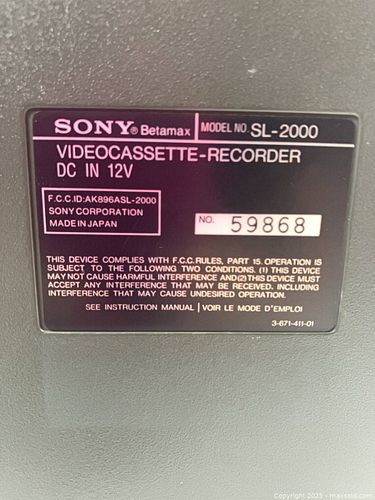 SONY® Betamax MODEL NO. SL-2000
VIDEOCASSETTE-RECORDER
DC IN 12V
F.C.C.ID:AK896ASL-2000
SONY CORPORATION
MADE IN JAPAN
NO. 59868
THIS DEVICE COMPLIES WITH F.C.C. RULES, PART 15. OPERATION IS
SUBJECT TO THE FOLLOWING TWO CONDITIONS. (1) THIS DEVICE
MAY NOT CAUSE HARMFUL INTERFERENCE AND(2)THIS DEVICE MUST
ACCEPT ANY INTERFERENCE THAT MAY BE RECEIVED. INCLUDING
INTERFERENCE THAT MAY CAUSE UNDESIRED OPERATION.
SEE INSTRUCTION MANUAL | VOIR LE MODE D'EMPLOI
3-671-411-01
Copyright © 2025 - maxsold.com